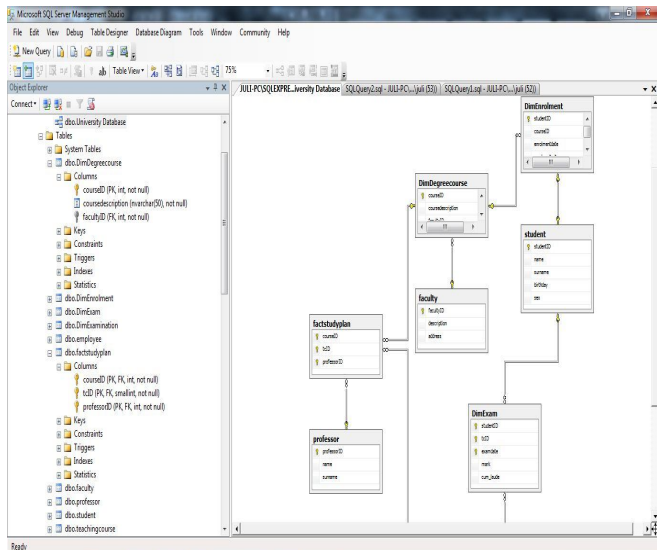 Microsoft SQL Server Management Studio
File Edit View Debug Table Designer Database Diagram Tools Window Community Help
New Query
ab Table View 75%
Object Explorer
Connect
dbo.University Database
Tables
System Tables
dbo.DimDegreecourse
Columns
courseID (PK, int, not null)
coursedescription (nvarchar(50), not null)
facultyID (FK, int, not null)
Keys
Constraints
Triggers
Indexes
Statistics
dbo.DimEnrolment
dbo.DimExam
dbo.DimExamination
dbo.employee
dbo.factstudyplan
Columns
courseID (PK, FK, int, not null)
tcID (PK, FK, smallint, not null)
professorID (PK, FK, int, not null)
Keys
Constraints
Triggers
Indexes
Statistics
dbo.faculty
dbo.professor
dbo.student
dbo.teachingcourse
JULI-PC\SQLEXPRE...iversity Database SQLQuery2.sql - JULI-PC\...\juli (53)) SQLQuery1.sql - JULI-PC\...\juli (52))
DimEnrolment
studentID
courseID
enrolmentdate
DimDegreecourse
courseID
coursedescription
student
studentID
name
surname
birthday
sex
faculty
facultyID
description
address
factstudyplan
courseID
tcID
professorID
professor
professorID
name
surname
DimExam
studentID
tcID
examdate
mark
cum_laude
Ready